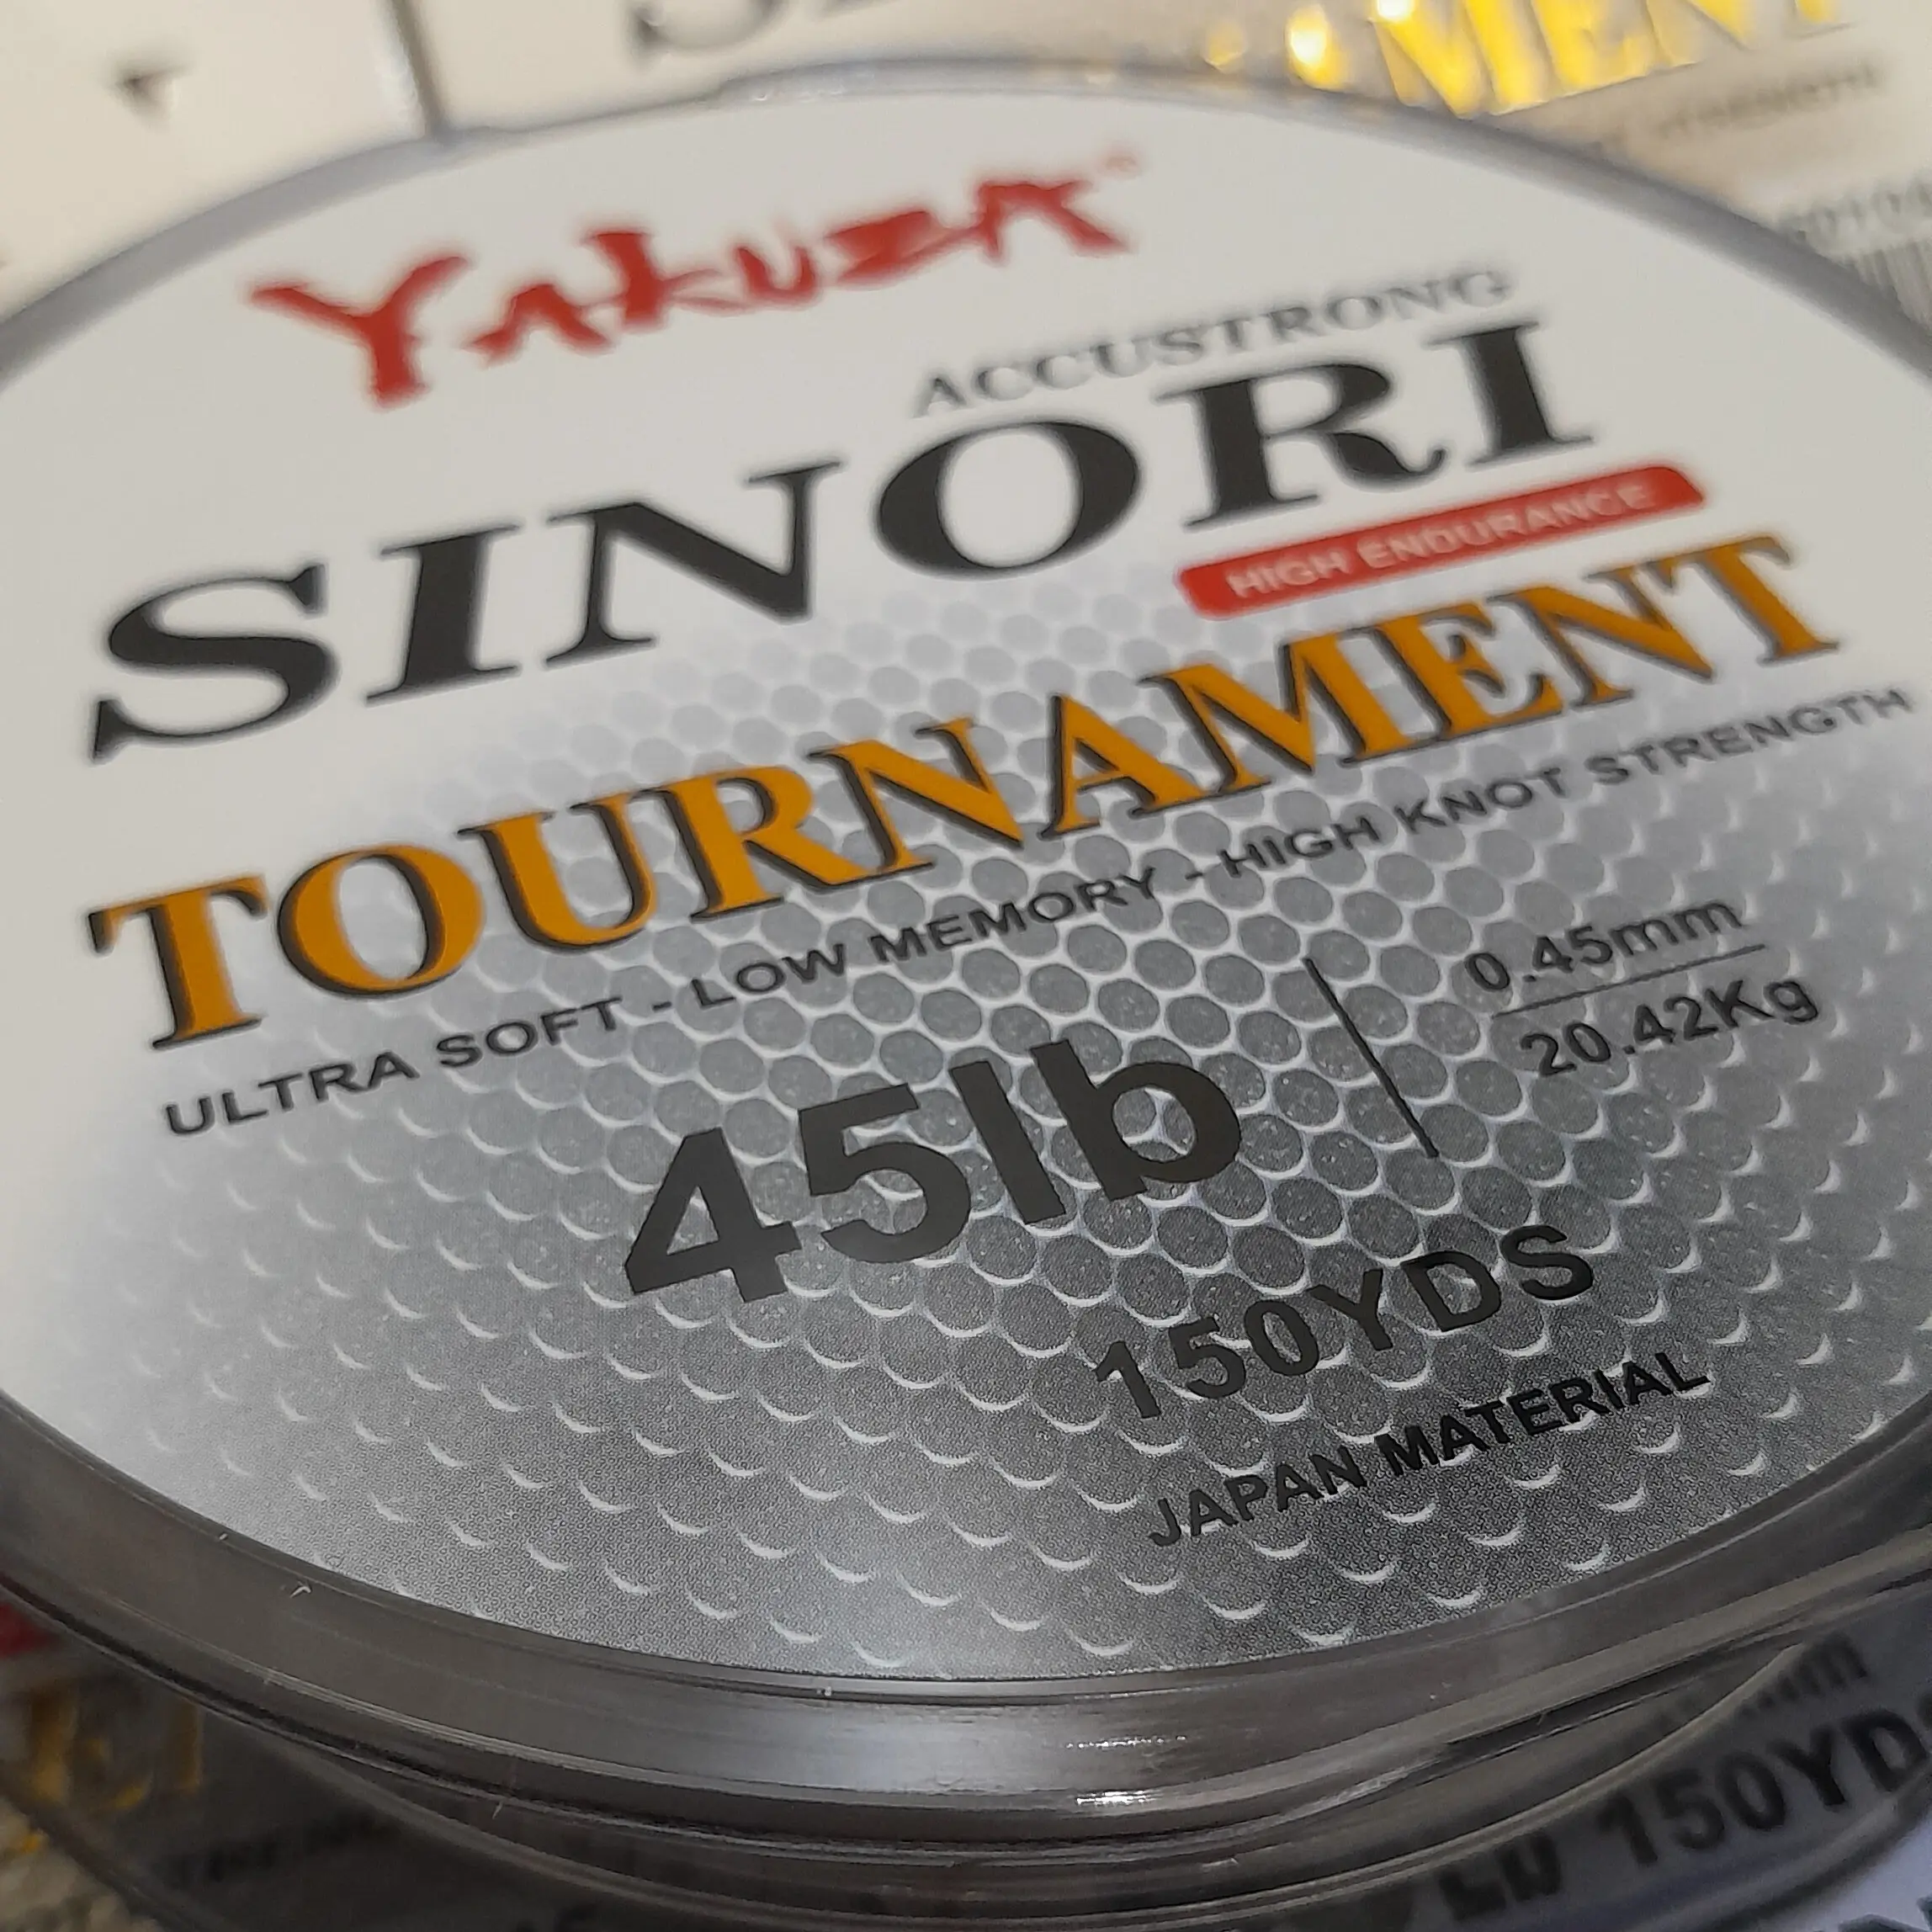 MENT
YAKUZA
ACCUSTRONG
SINORI
HIGH ENDURANCE
TOURNAMENT
ULTRA SOFT - LOW MEMORY - HIGH KNOT STRENGTH
45lb
0.45mm
20.42Kg
150YDS
JAPAN MATERIAL
150YDS